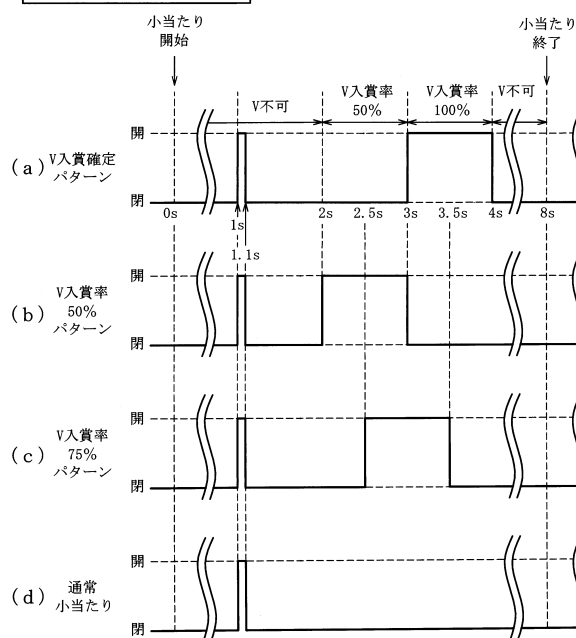 小当たり 小当たり
開始 終了
V不可 V入賞率 V入賞率 V不可
50% 100%
(a) V入賞確定 開
パターン 閉
0s 1s 1.1s 2s 2.5s 3s 3.5s 4s 8s
(b) V入賞率 開
50%
パターン 閉
(c) V入賞率 開
75%
パターン 閉
(d) 通常 開
小当たり 閉